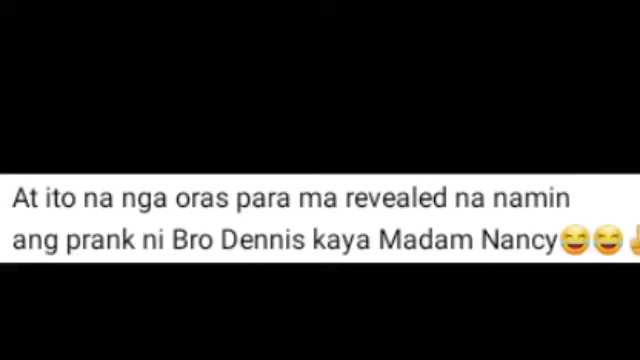 At ito na nga oras para ma revealed na namin
ang prank ni Bro Dennis kaya Madam Nancy😂😂